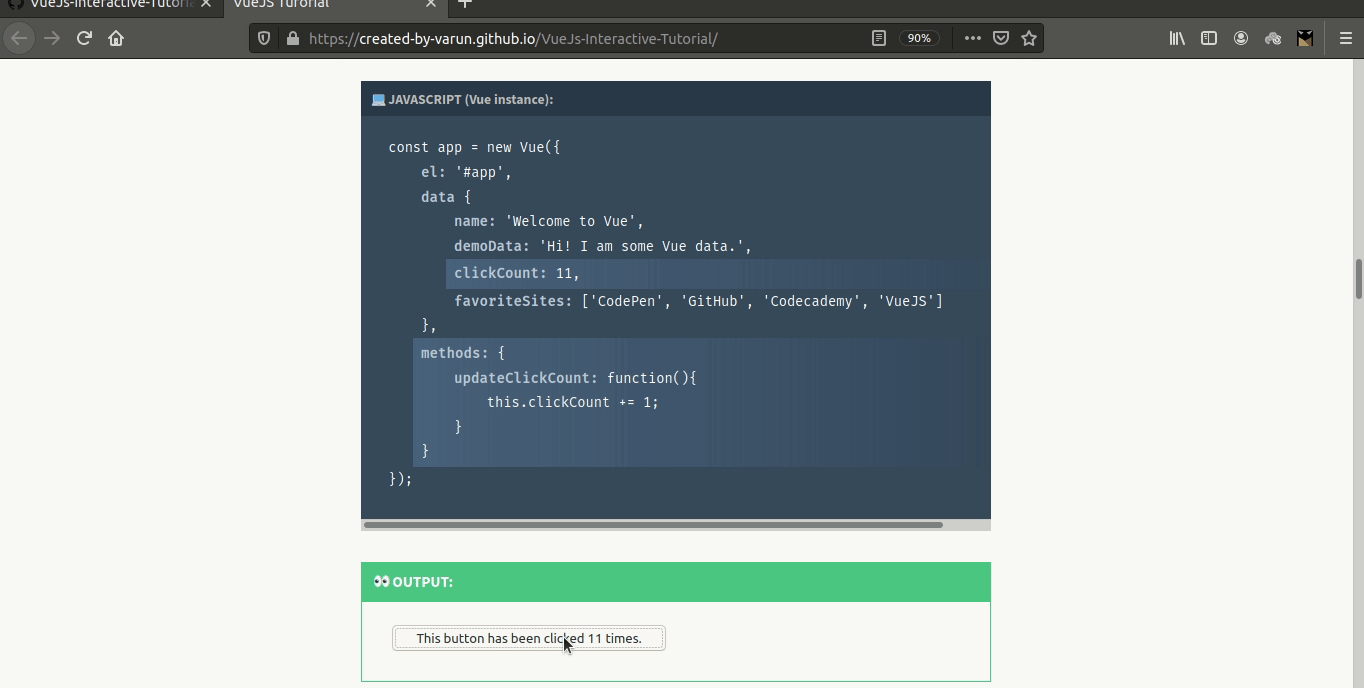 VueJs-Interactive-Tutoria
VueJS Tutorial
https://created-by-varun.github.io/VueJs-Interactive-Tutorial/
90%
JAVASCRIPT (Vue instance):
const app = new Vue({
el: '#app',
data {
name: 'Welcome to Vue',
demoData: 'Hi! I am some Vue data.',
clickCount: 11,
favoriteSites: ['CodePen', 'GitHub', 'Codecademy', 'VueJS']
},
methods: {
updateClickCount: function(){
this.clickCount += 1;
}
}
});
OUTPUT:
This button has been clicked 11 times.